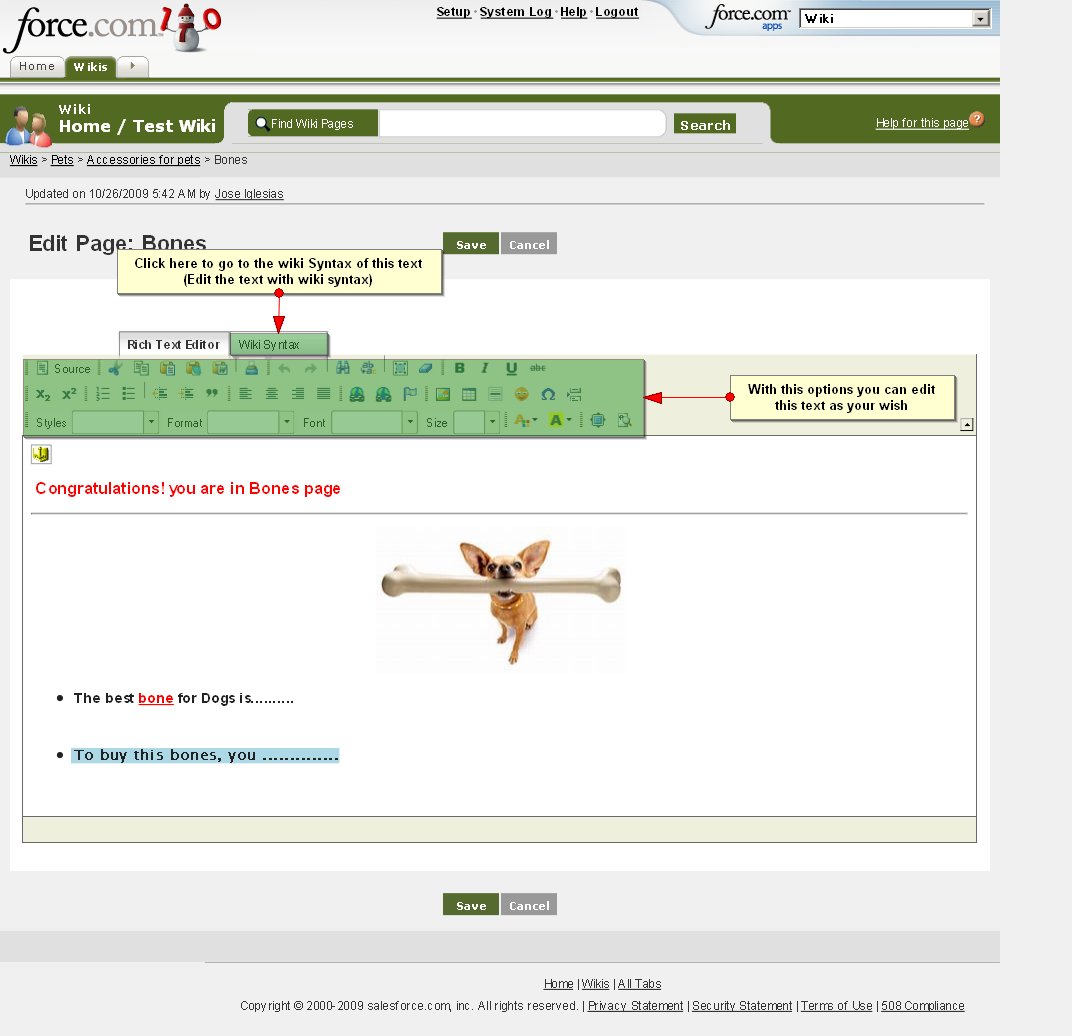 force.com
10
Setup · System Log · Help · Logout
force.com
apps
Wiki
Home
Wikis
Wiki
Home / Test Wiki
Find Wiki Pages
Search
Help for this page
?
Wikis > Pets > Accessories for pets > Bones
Updated on 10/26/2009 5:42 AM by Jose Iglesias
Edit Page: Bones
Save
Cancel
Click here to go to the wiki Syntax of this text
(Edit the text with wiki syntax)
Rich Text Editor
Wiki Syntax
Source
B I U abc
X₂ X²
Styles
Format
Font
Size
A
A
With this options you can edit
this text as your wish
Congratulations! you are in Bones page
• The best bone for Dogs is..........
• To buy this bones, you ..............
Save
Cancel
Home | Wikis | All Tabs
Copyright © 2000-2009 salesforce.com, inc. All rights reserved. | Privacy Statement | Security Statement | Terms of Use | 508 Compliance